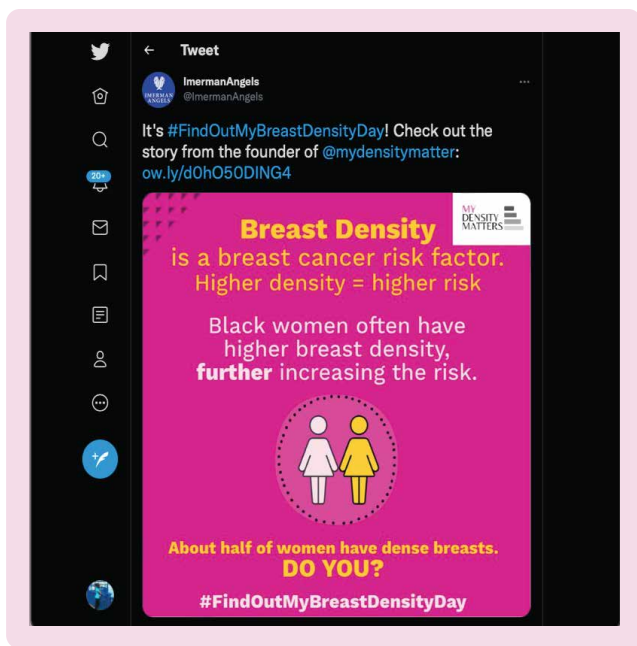 Tweet
ImermanAngels
@ImermanAngels
IMERMAN
ANGELS
It's #FindOutMyBreastDensityDay! Check out the
story from the founder of @mydensitymatter:
ow.ly/d0hO50DING4
20+
MY
DENSITY
MATTERS
Breast Density
is a breast cancer risk factor.
Higher density = higher risk
Black women often have
higher breast density,
further increasing the risk.
About half of women have dense breasts.
DO YOU?
#FindOutMyBreastDensityDay